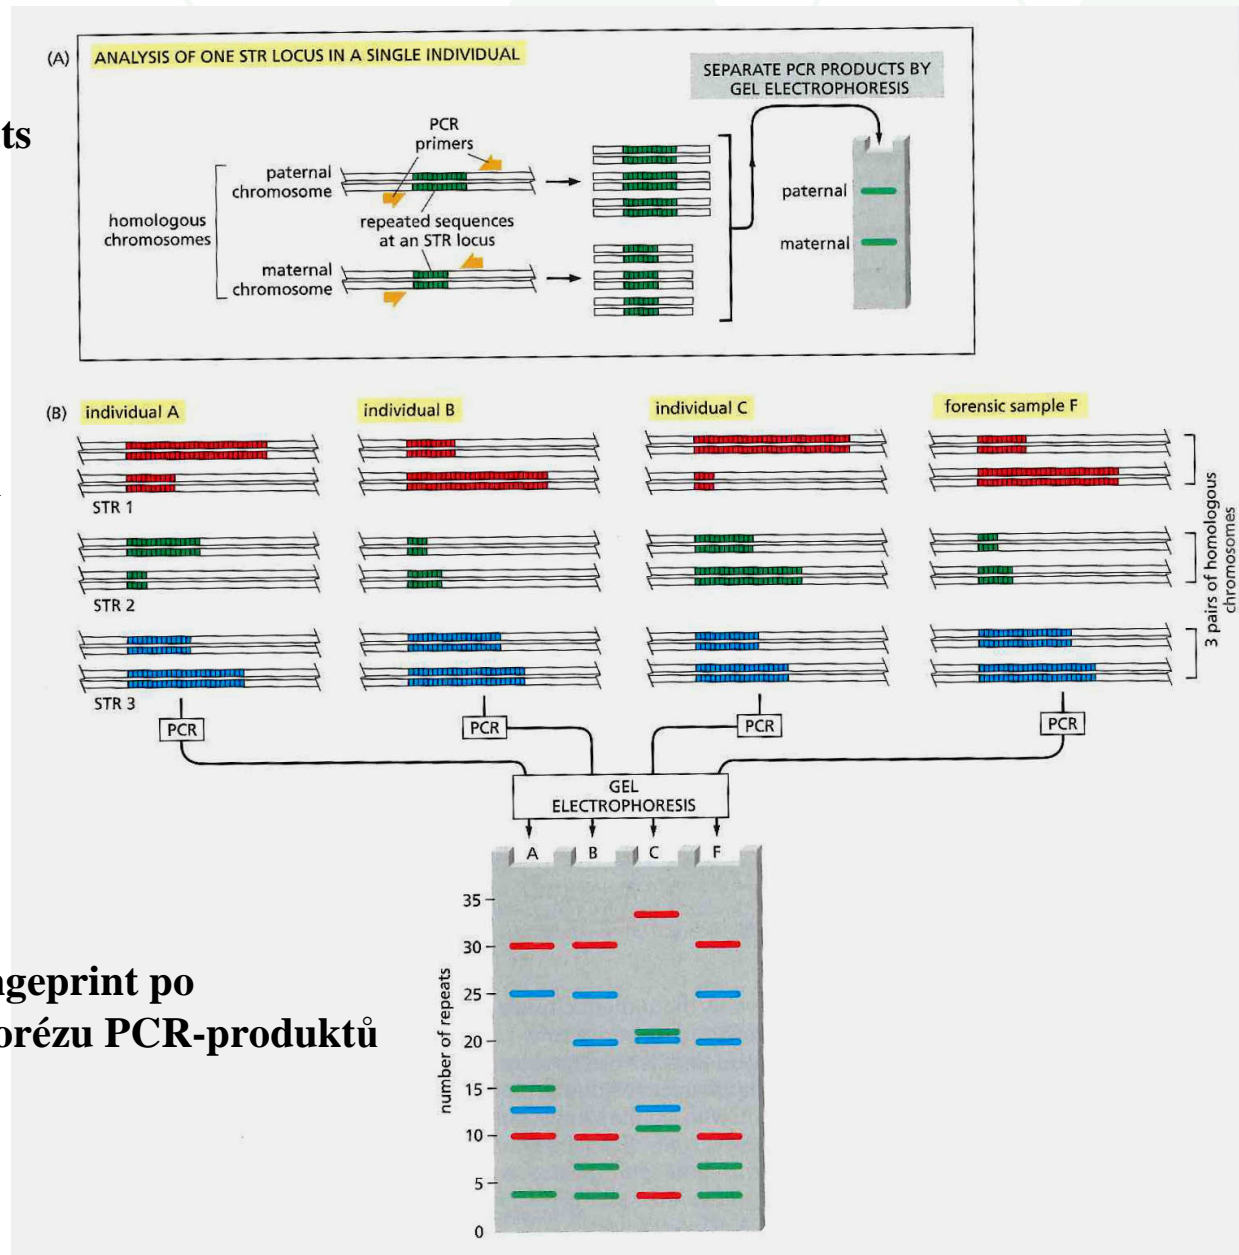 (A)
ANALYSIS OF ONE STR LOCUS IN A SINGLE INDIVIDUAL
SEPARATE PCR PRODUCTS BY
GEL ELECTROPHORESIS
ts
PCR
primers
paternal
chromosome
homologous
chromosomes
repeated sequences
at an STR locus
maternal
chromosome
paternal
maternal
(B)
individual A
individual B
individual C
forensic sample F
STR 1
STR 2
STR 3
3 pairs of homologous
chromosomes
PCR
PCR
PCR
PCR
GEL
ELECTROPHORESIS
A B C F
number of repeats
35
30
25
20
15
10
5
0
ngeprint po
orézu PCR-produktů